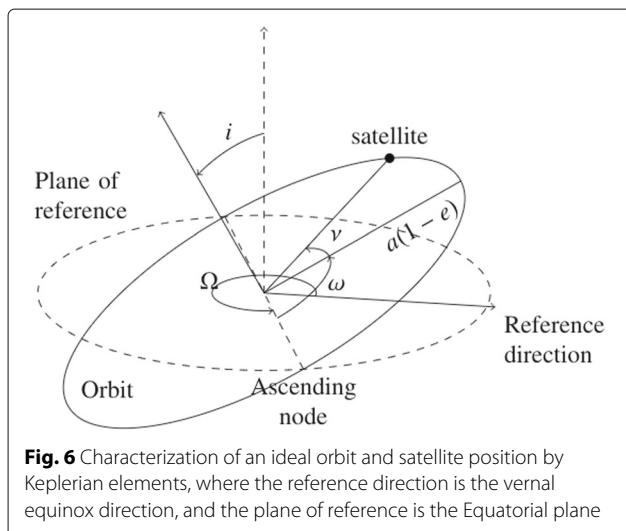 i
satellite
Plane of
reference
ν
a(1 − e)
Ω
ω
Reference
direction
Orbit
Ascending
node
Fig. 6 Characterization of an ideal orbit and satellite position by
Keplerian elements, where the reference direction is the vernal
equinox direction, and the plane of reference is the Equatorial plane